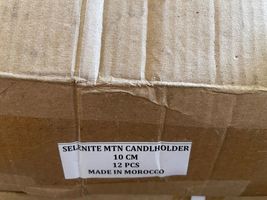 SELENITE MTN CANDLHOLDER
10 CM
12 PCS
MADE IN MOROCCO